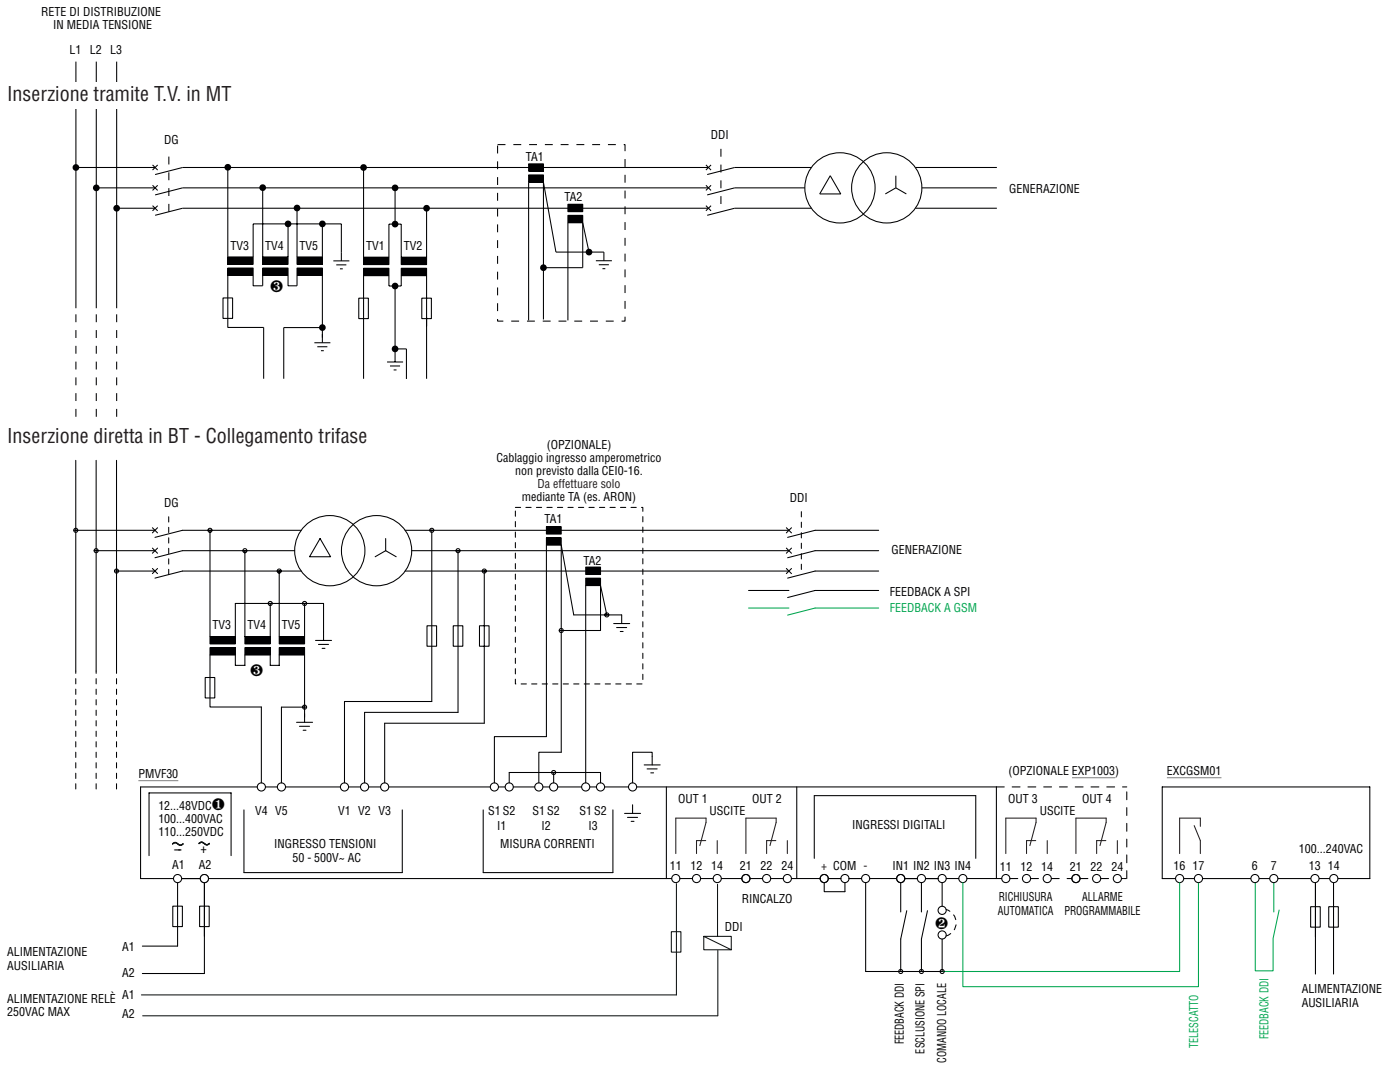 RETE DI DISTRIBUZIONE
IN MEDIA TENSIONE
L1 L2 L3
Inserzione tramite T.V. in MT
DG
TA1
TA2
DDI
GENERAZIONE
TV3 TV4 TV5
TV1 TV2
❸
Inserzione diretta in BT - Collegamento trifase
(OPZIONALE)
Cablaggio ingresso amperometrico
non previsto dalla CEI0-16.
Da effettuare solo
mediante TA (es. ARON)
DG
TA1
TA2
DDI
GENERAZIONE
FEEDBACK A SPI
FEEDBACK A GSM
TV3 TV4 TV5
❸
PMVF30
12...48VDC❶
100...400VAC
110...250VDC
~ ~
− +
A1 A2
V4 V5 V1 V2 V3
INGRESSO TENSIONI
50 - 500V~ AC
S1 S2 S1 S2 S1 S2
I1 I2 I3
MISURA CORRENTI
OUT 1 OUT 2
USCITE
11 12 14 21 22 24
RINCALZO
INGRESSI DIGITALI
+ COM - IN1 IN2 IN3 IN4
(OPZIONALE EXP1003)
OUT 3 OUT 4
USCITE
11 12 14 21 22 24
RICHIUSURA
AUTOMATICA
ALLARME
PROGRAMMABILE
EXCGSM01
100...240VAC
16 17 6 7 13 14
❷
DDI
ALIMENTAZIONE
AUSILIARIA
A1
A2
ALIMENTAZIONE RELÈ
250VAC MAX
A1
A2
FEEDBACK DDI
ESCLUSIONE SPI
COMANDO LOCALE
TELESCATTO
FEEDBACK DDI
ALIMENTAZIONE
AUSILIARIA